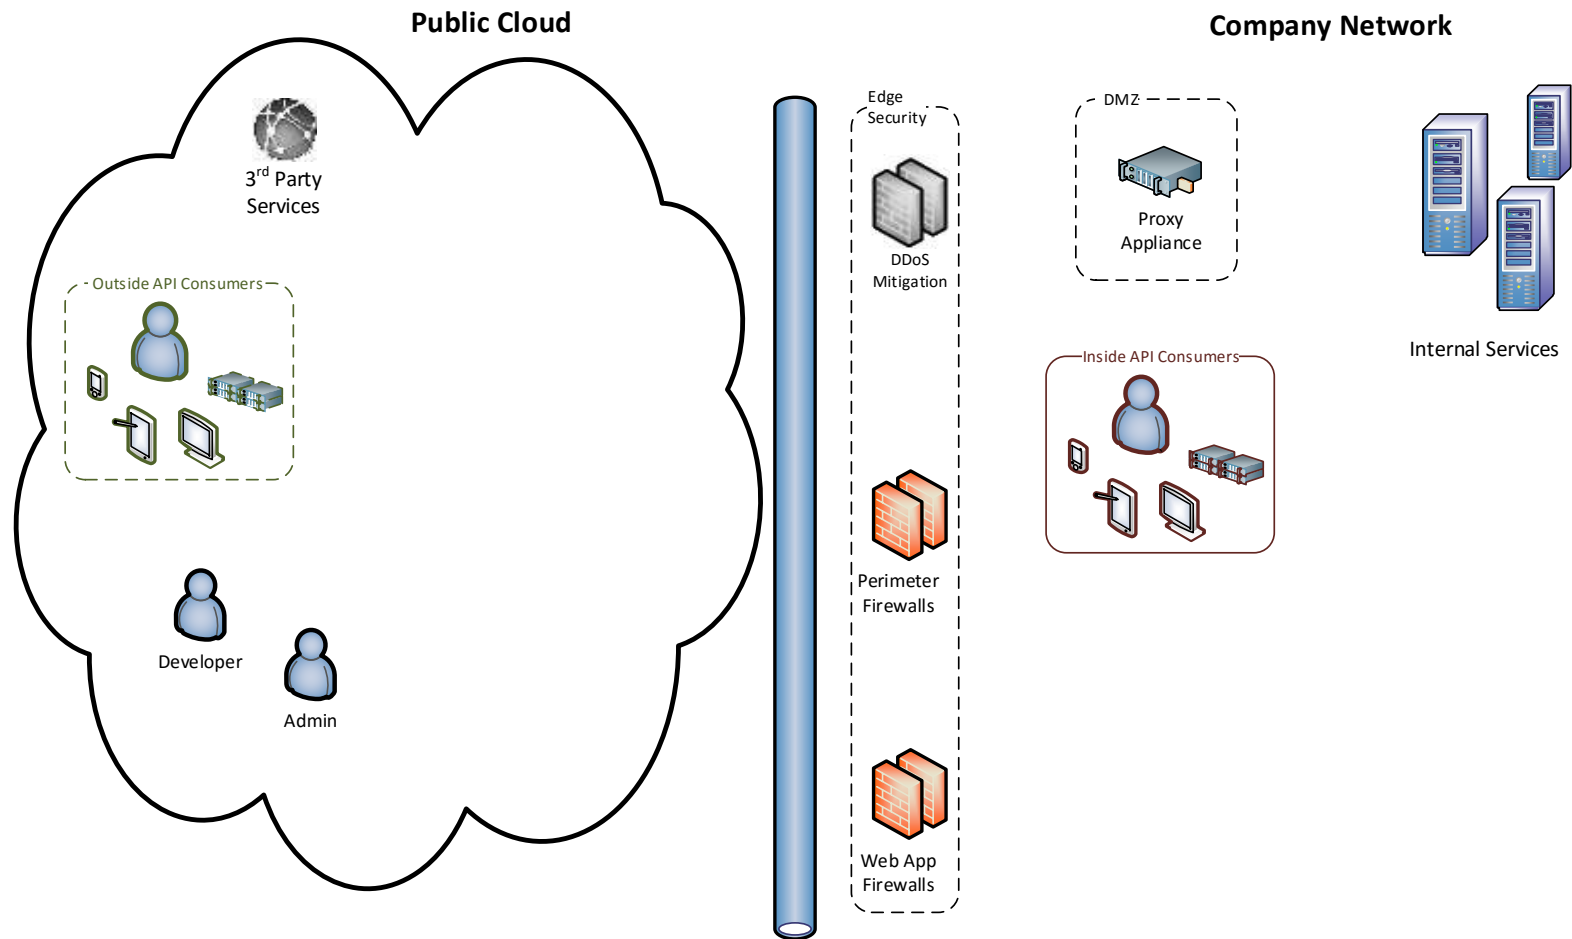 Public Cloud
Company Network
3rd Party
Services
Outside API Consumers
Developer
Admin
Edge
Security
DDoS
Mitigation
Perimeter
Firewalls
Web App
Firewalls
DMZ
Proxy
Appliance
Inside API Consumers
Internal Services